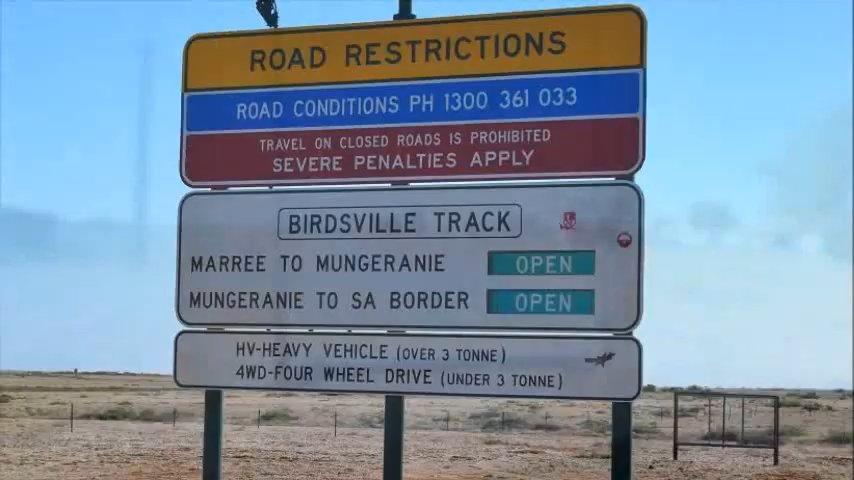 ROAD RESTRICTIONS
ROAD CONDITIONS PH 1300 361 033
TRAVEL ON CLOSED ROADS IS PROHIBITED
SEVERE PENALTIES APPLY
BIRDSVILLE TRACK
MARREE TO MUNGERANIE OPEN
MUNGERANIE TO SA BORDER OPEN
HV-HEAVY VEHICLE (OVER 3 TONNE)
4WD-FOUR WHEEL DRIVE (UNDER 3 TONNE)